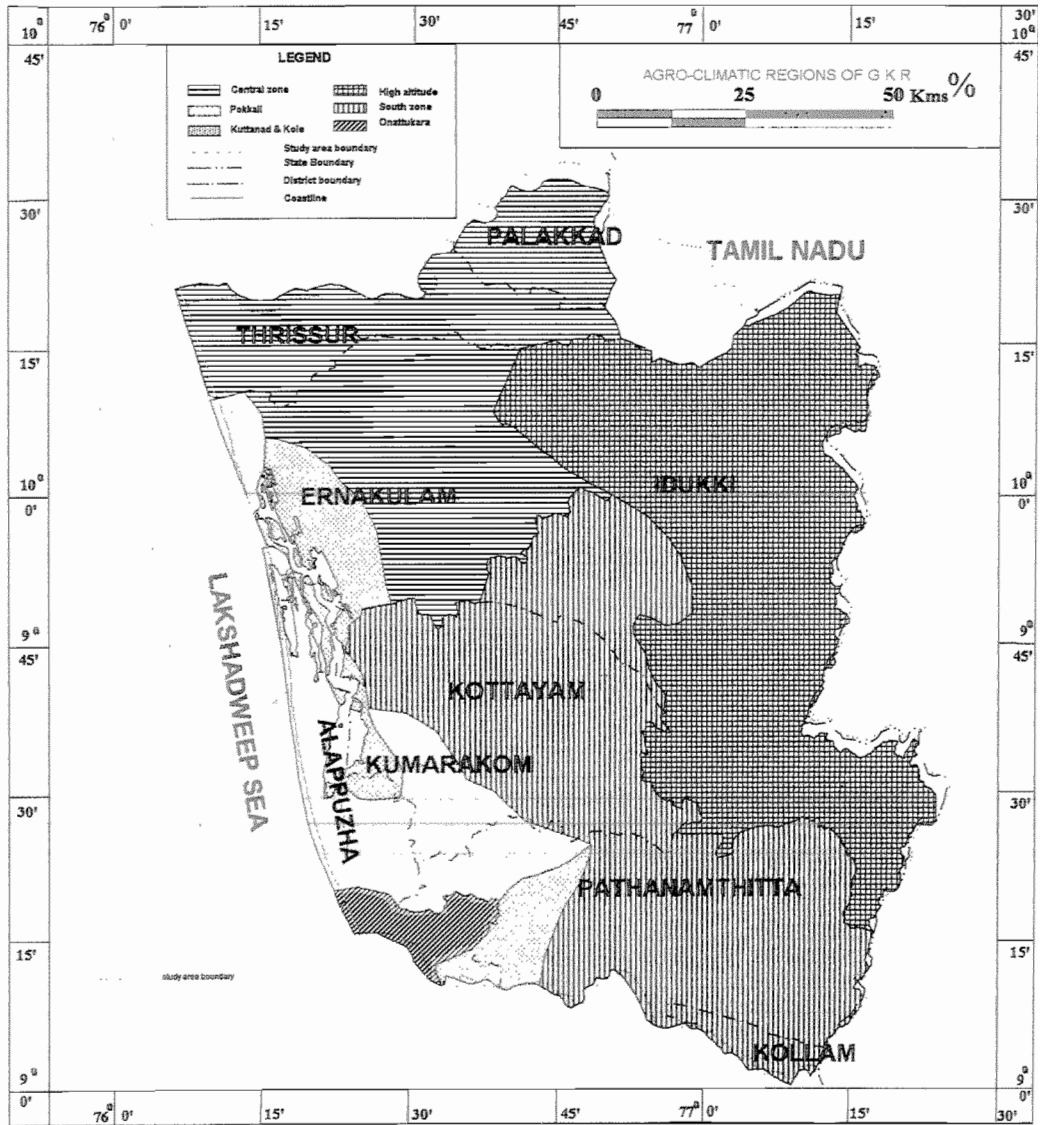 76° 0' 15' 30' 45' 77° 0' 15' 30'
10° 10°
45' 45'
LEGEND
Central zone High altitude
Pokkali South zone
Kuttanad & Kole Onattukara
Study area boundary
State Boundary
District boundary
Coastline
AGRO-CLIMATIC REGIONS OF G K R
0 25 50 Kms %
30' 30'
PALAKKAD
TAMIL NADU
THRISSUR
15' 15'
IDUKKI
ERNAKULAM
10° 10°
0' 0'
LAKSHADWEEP SEA
9° 9°
45' 45'
KOTTAYAM
ALAPPUZHA
KUMARAKOM
30' 30'
PATHANAMTHITTA
15' 15'
study area boundary
KOLLAM
9° 9°
0' 0'
76° 0' 15' 30' 45' 77° 0' 15' 30'